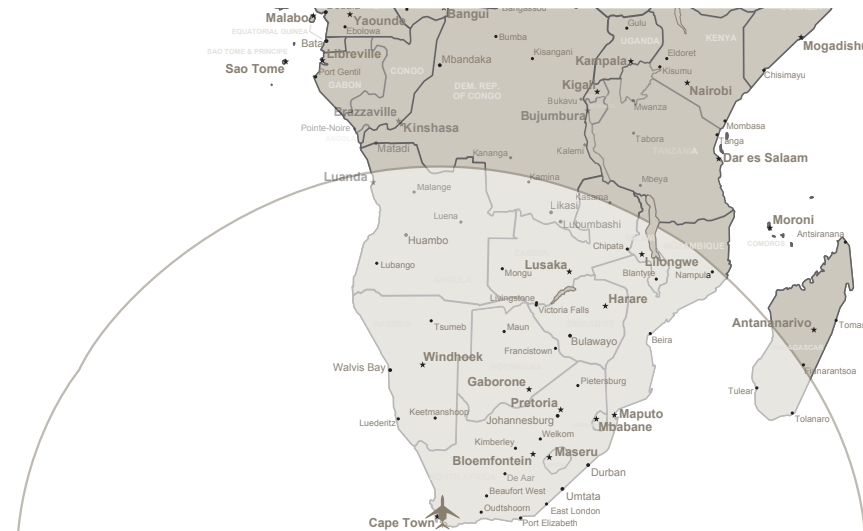 Malabo
Yaounde
Bangui
Bangassou
Ebolowa
EQUATORIAL GUINEA
Bata
Bumba
Gulu
UGANDA
KENYA
Eldoret
Mogadishu
SAO TOME & PRINCIPE
Libreville
Mbandaka
Kisangani
Kampala
Kisumu
Sao Tome
Port Gentil
GABON
CONGO
DEM. REP.
OF CONGO
Kigali
Nairobi
Chisimayu
Bukavu
Mwanza
Brazzaville
Bujumbura
Pointe-Noire
Kinshasa
Mombasa
ANGOLA
Matadi
Tabora
Tanga
Kananga
Kalemi
TANZANIA
Dar es Salaam
Luanda
Kamina
Mbeya
Malange
Kasama
Likasi
Luena
Lubumbashi
Moroni
Huambo
Antsiranana
Chipata
MOZAMBIQUE
COMOROS
Lubango
Mongu
Lusaka
Lilongwe
Blantyre
Nampula
Livingstone
Victoria Falls
Harare
Tsumeb
Maun
Bulawayo
Beira
Antananarivo
Francistown
Windhoek
Walvis Bay
Fianarantsoa
Gaborone
Pietersburg
Tulear
Pretoria
Keetmanshoop
Johannesburg
Maputo
Mbabane
Luederitz
Tolanaro
Welkom
Kimberley
Bloemfontein
Maseru
De Aar
Durban
Beaufort West
Umtata
Oudtshoorn
East London
Cape Town
Port Elizabeth